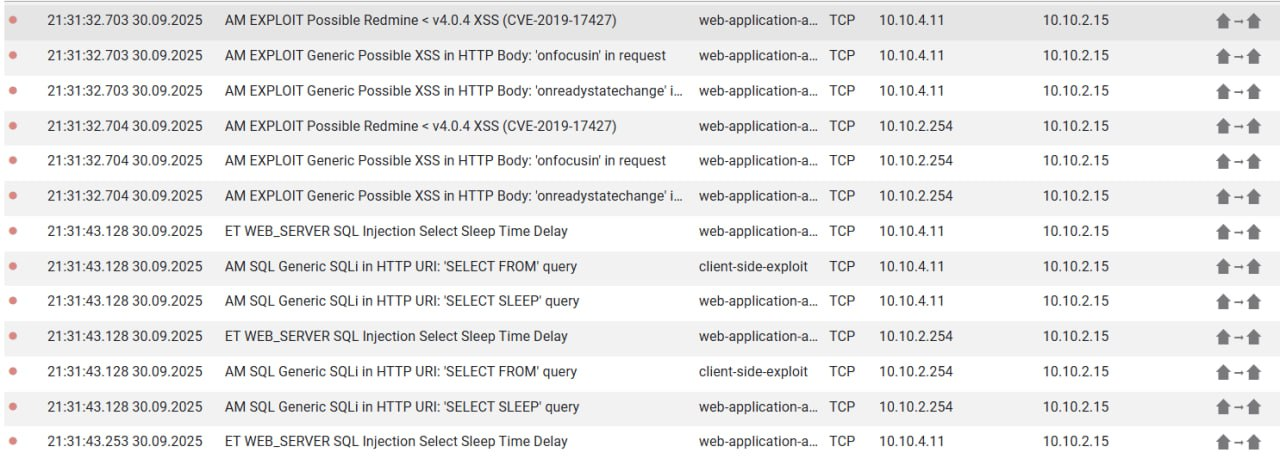 21:31:32.703 30.09.2025 AM EXPLOIT Possible Redmine < v4.0.4 XSS (CVE-2019-17427) web-application-a... TCP 10.10.4.11 10.10.2.15
21:31:32.703 30.09.2025 AM EXPLOIT Generic Possible XSS in HTTP Body: 'onfocusin' in request web-application-a... TCP 10.10.4.11 10.10.2.15
21:31:32.703 30.09.2025 AM EXPLOIT Generic Possible XSS in HTTP Body: 'onreadystatechange' i... web-application-a... TCP 10.10.4.11 10.10.2.15
21:31:32.704 30.09.2025 AM EXPLOIT Possible Redmine < v4.0.4 XSS (CVE-2019-17427) web-application-a... TCP 10.10.2.254 10.10.2.15
21:31:32.704 30.09.2025 AM EXPLOIT Generic Possible XSS in HTTP Body: 'onfocusin' in request web-application-a... TCP 10.10.2.254 10.10.2.15
21:31:32.704 30.09.2025 AM EXPLOIT Generic Possible XSS in HTTP Body: 'onreadystatechange' i... web-application-a... TCP 10.10.2.254 10.10.2.15
21:31:43.128 30.09.2025 ET WEB_SERVER SQL Injection Select Sleep Time Delay web-application-a... TCP 10.10.4.11 10.10.2.15
21:31:43.128 30.09.2025 AM SQL Generic SQLi in HTTP URI: 'SELECT FROM' query client-side-exploit TCP 10.10.4.11 10.10.2.15
21:31:43.128 30.09.2025 AM SQL Generic SQLi in HTTP URI: 'SELECT SLEEP' query web-application-a... TCP 10.10.4.11 10.10.2.15
21:31:43.128 30.09.2025 ET WEB_SERVER SQL Injection Select Sleep Time Delay web-application-a... TCP 10.10.2.254 10.10.2.15
21:31:43.128 30.09.2025 AM SQL Generic SQLi in HTTP URI: 'SELECT FROM' query client-side-exploit TCP 10.10.2.254 10.10.2.15
21:31:43.128 30.09.2025 AM SQL Generic SQLi in HTTP URI: 'SELECT SLEEP' query web-application-a... TCP 10.10.2.254 10.10.2.15
21:31:43.253 30.09.2025 ET WEB_SERVER SQL Injection Select Sleep Time Delay web-application-a... TCP 10.10.4.11 10.10.2.15